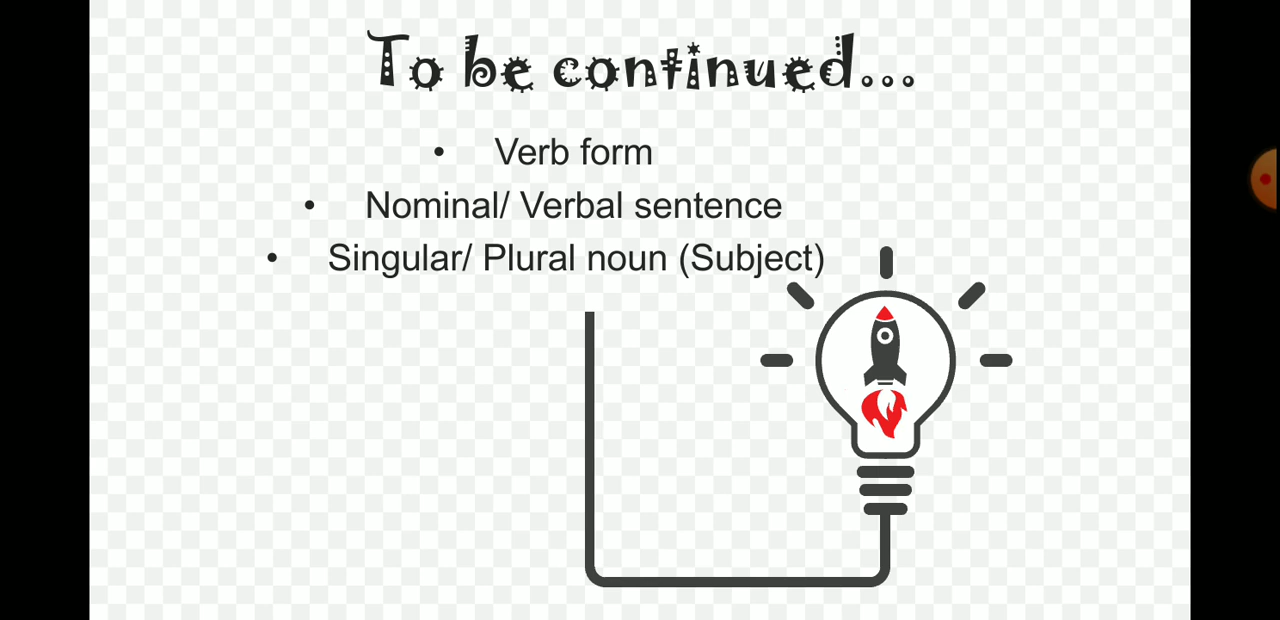 To be continued...
• Verb form
• Nominal/ Verbal sentence
• Singular/ Plural noun (Subject)